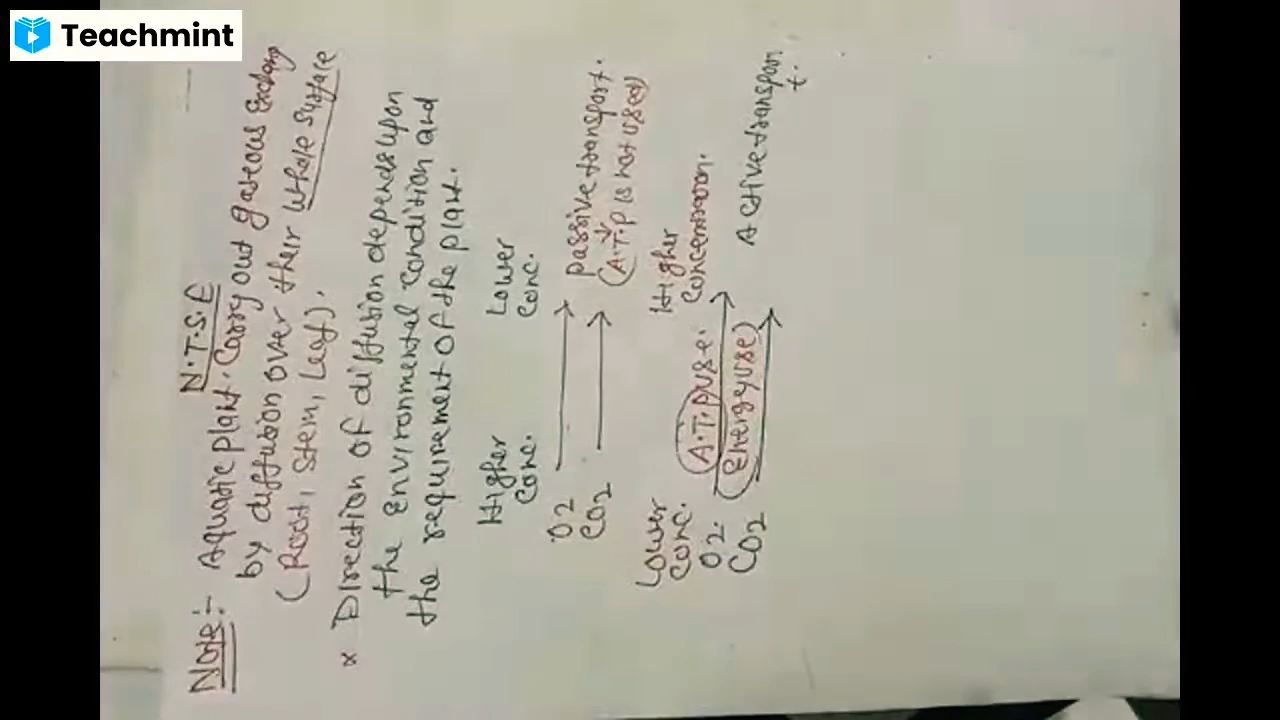 Teachmint
N.T.S.E
Note:- Aquatic plant. Carry out gaseous exchang
by diffusion over their whole surface
(Root, Stem, Leaf).
x Direction of diffusion depends upon
the environmental condition and
the requirement of the plant.
Higher Lower
Conc. Conc.
O2 → passive transport.
CO2 → (A.T.P is not used)
Lower Higher
Conc. Concentration.
O2. A.T.P use.
CO2 (Energy use) Active transpor
t.